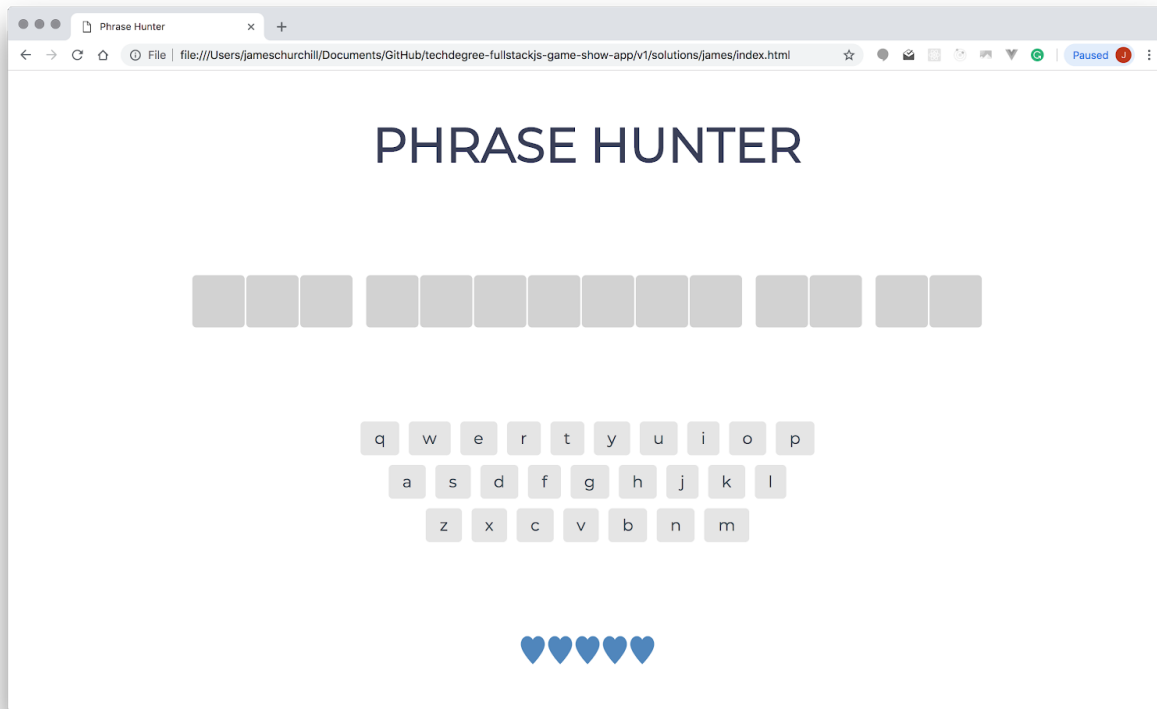 Phrase Hunter
File file:///Users/jameschurchill/Documents/GitHub/techdegree-fullstackjs-game-show-app/v1/solutions/james/index.html Paused J
PHRASE HUNTER
q w e r t y u i o p
a s d f g h j k l
z x c v b n m